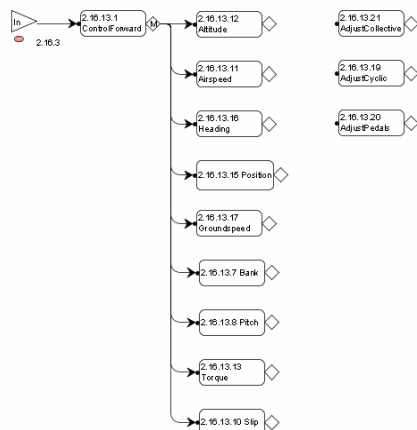 In
2.16.3
2.16.13.1
ControlForward
M
2.16.13.12
Altitude
2.16.13.11
Airspeed
2.16.13.16
Heading
2.16.13.15 Position
2.16.13.17
Groundspeed
2.16.13.7 Bank
2.16.13.8 Pitch
2.16.13.13
Torque
2.16.13.10 Slip
2.16.13.21
AdjustCollective
2.16.13.19
AdjustCyclic
2.16.13.20
AdjustPedals